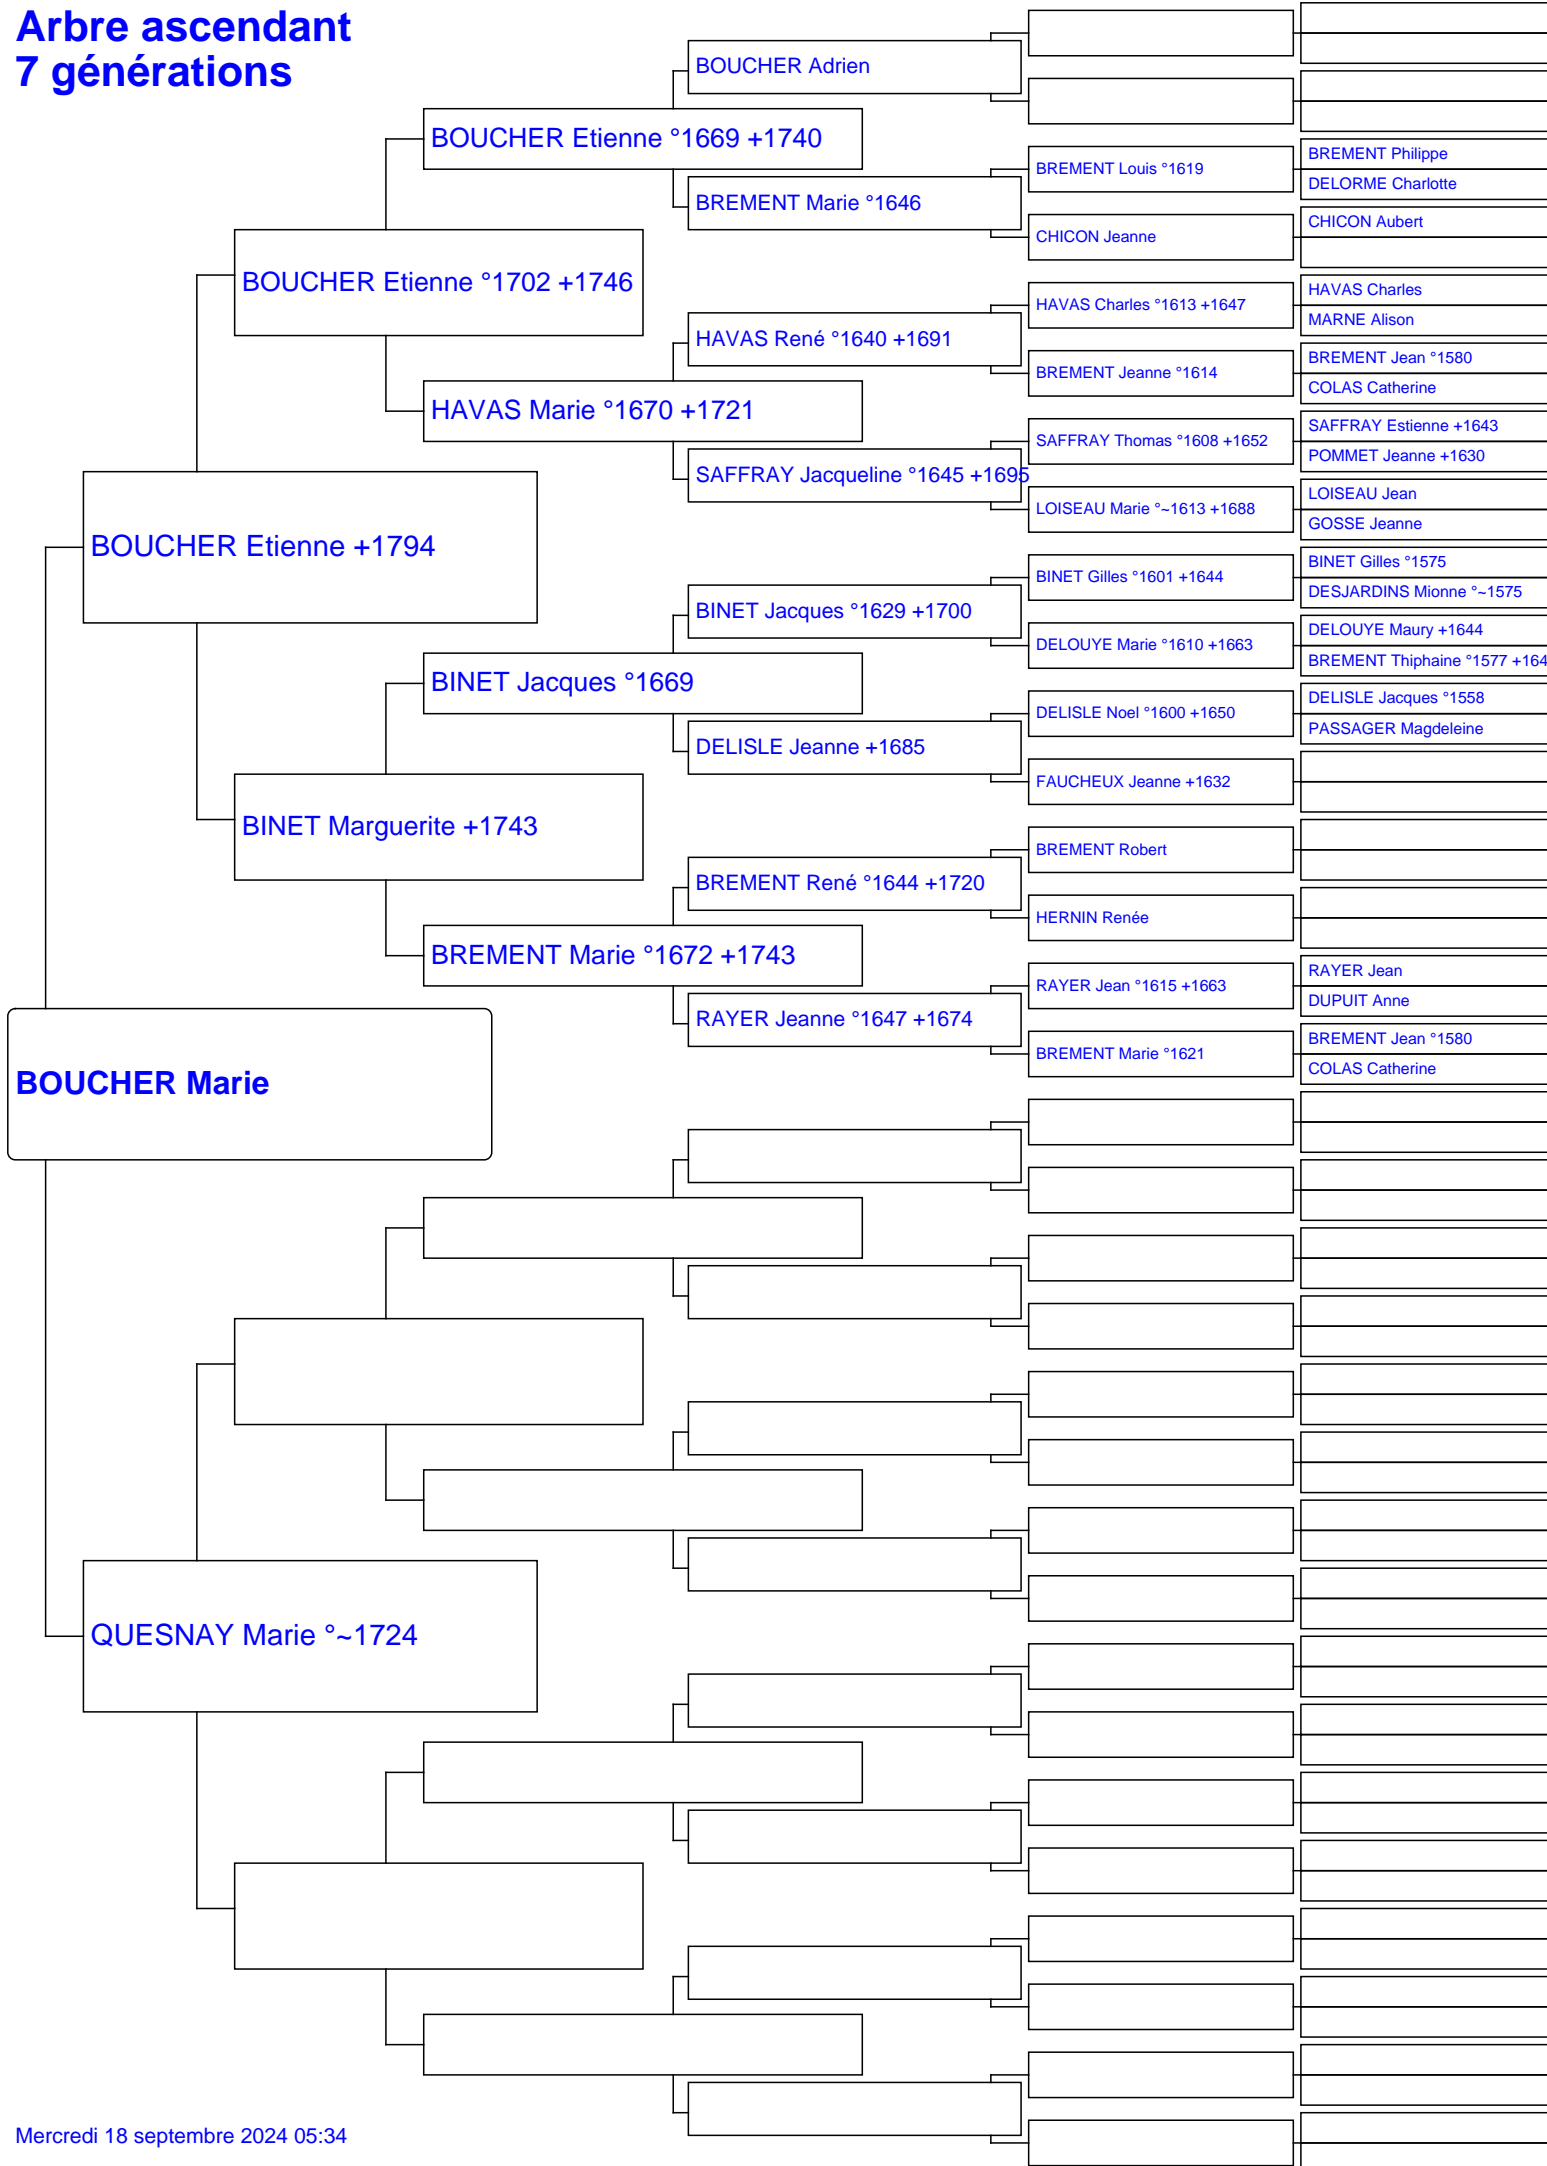 Arbre ascendant
7 générations
BOUCHER Adrien
BOUCHER Etienne °1669 +1740
BREMENT Philippe
BREMENT Louis °1619
DELORME Charlotte
BREMENT Marie °1646
CHICON Aubert
CHICON Jeanne
BOUCHER Etienne °1702 +1746
HAVAS Charles
HAVAS Charles °1613 +1647
MARNE Alison
HAVAS René °1640 +1691
BREMENT Jean °1580
BREMENT Jeanne °1614
COLAS Catherine
HAVAS Marie °1670 +1721
SAFFRAY Estienne +1643
SAFFRAY Thomas °1608 +1652
POMMET Jeanne +1630
SAFFRAY Jacqueline °1645 +1695
LOISEAU Jean
LOISEAU Marie °~1613 +1688
GOSSE Jeanne
BOUCHER Etienne +1794
BINET Gilles °1575
BINET Gilles °1601 +1644
DESJARDINS Mionne °~1575
BINET Jacques °1629 +1700
DELOUYE Maury +1644
DELOUYE Marie °1610 +1663
BREMENT Thiphaine °1577 +164
BINET Jacques °1669
DELISLE Jacques °1558
DELISLE Noel °1600 +1650
PASSAGER Magdeleine
DELISLE Jeanne +1685
FAUCHEUX Jeanne +1632
BINET Marguerite +1743
BREMENT Robert
BREMENT René °1644 +1720
HERNIN Renée
BREMENT Marie °1672 +1743
RAYER Jean
RAYER Jean °1615 +1663
DUPUIT Anne
RAYER Jeanne °1647 +1674
BREMENT Jean °1580
BREMENT Marie °1621
COLAS Catherine
BOUCHER Marie
QUESNAY Marie °~1724
Mercredi 18 septembre 2024 05:34